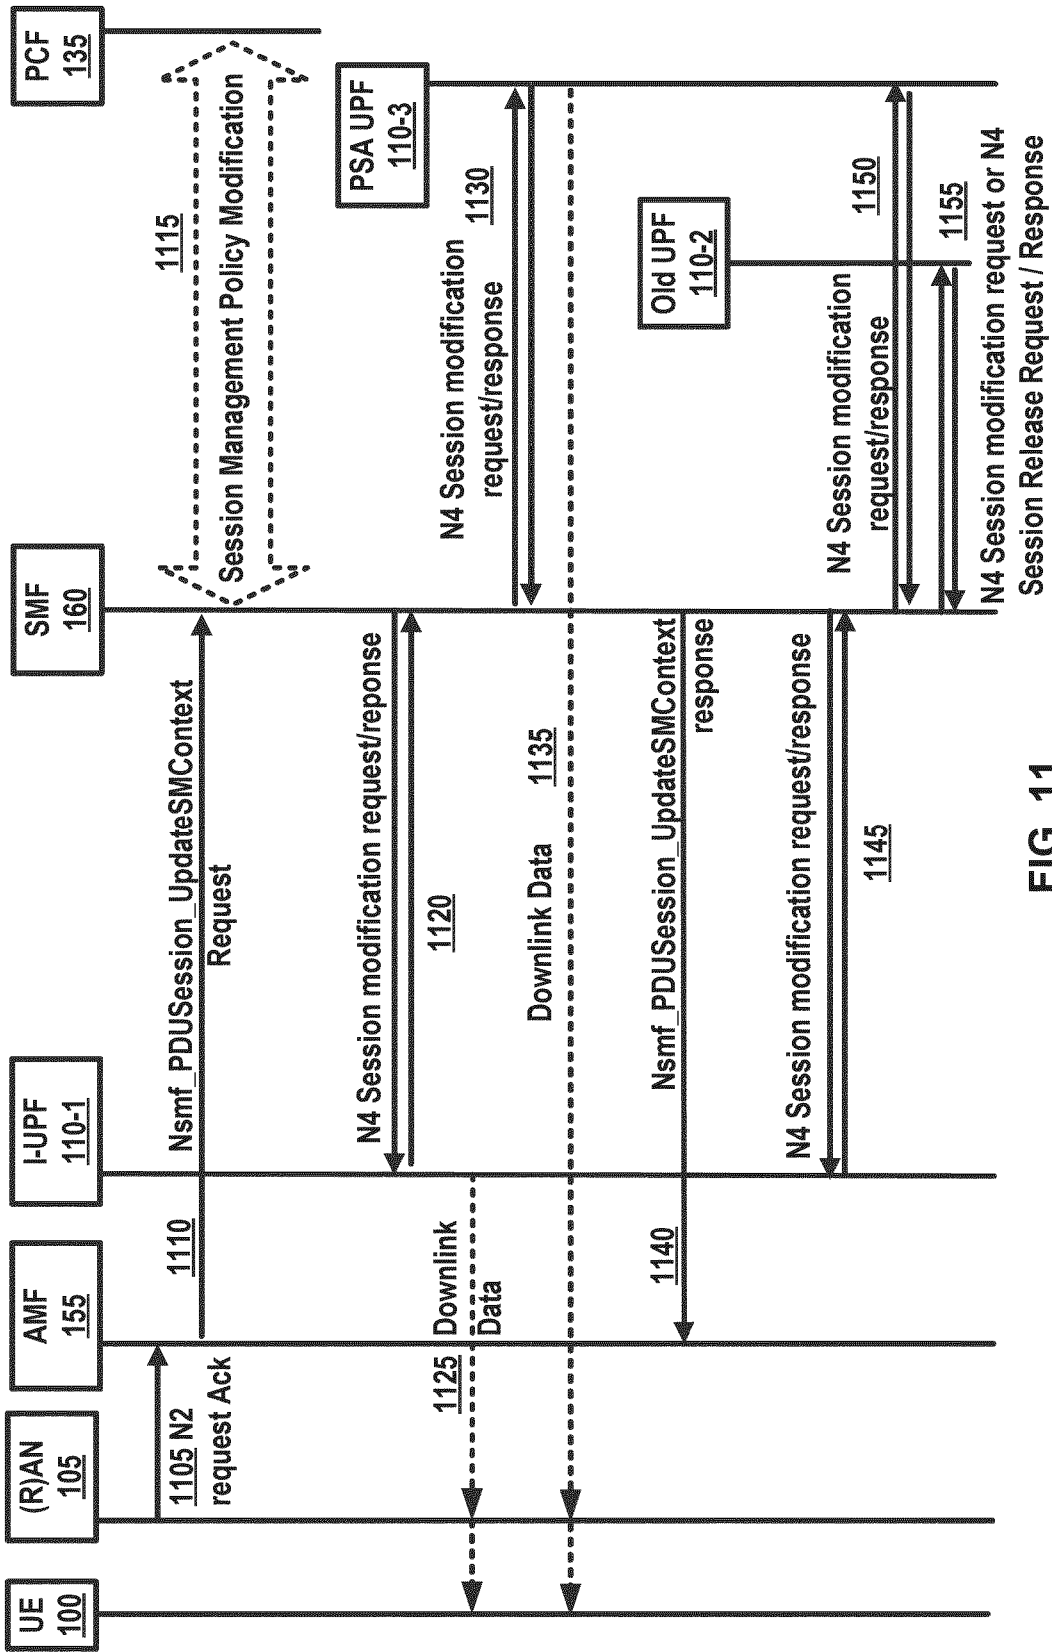 UE
100
(R)AN
105
AMF
155
I-UPF
110-1
SMF
160
PCF
135
1105 N2
request Ack
1110
Nsmf_PDUSession_UpdateSMContext
Request
1115
Session Management Policy Modification
PSA UPF
110-3
N4 Session modification request/reponse
1120
1125
Downlink
Data
N4 Session modification
request/response
1130
Downlink Data
1135
Old UPF
110-2
1140
Nsmf_PDUSession_UpdateSMContext
response
N4 Session modification request/response
1145
N4 Session modification
request/response
1150
1155
N4 Session modification request or N4
Session Release Request / Response
FIG. 11